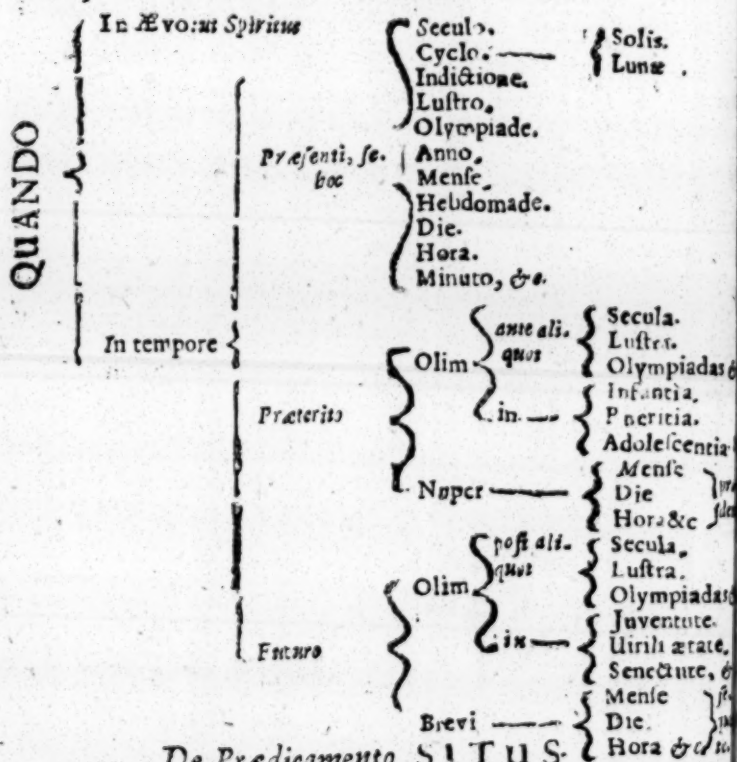 QUANDO
In Ævo: ut Spiritus
In tempore
Præsenti, sc. hoc
Seculo.
Cyclo.
Solis.
Lunæ
Indictione.
Lustro.
Olympiade.
Anno.
Mense.
Hebdomade.
Die.
Hora.
Minuto, &c.
Præterito
Olim
ante ali-
quot
Secula.
Lustra.
Olympiadas &
in
Infantia.
Pueritia.
Adolescentia
Nuper
Mense
Die
Hora &c
Futuro
Olim
post ali-
quot
Secula.
Lustra.
Olympiadas
in
Juventute.
Uirili ætate.
Senectute, &
Brevi
Mense
Die.
Hora &c
De Prædicamento SITUS.